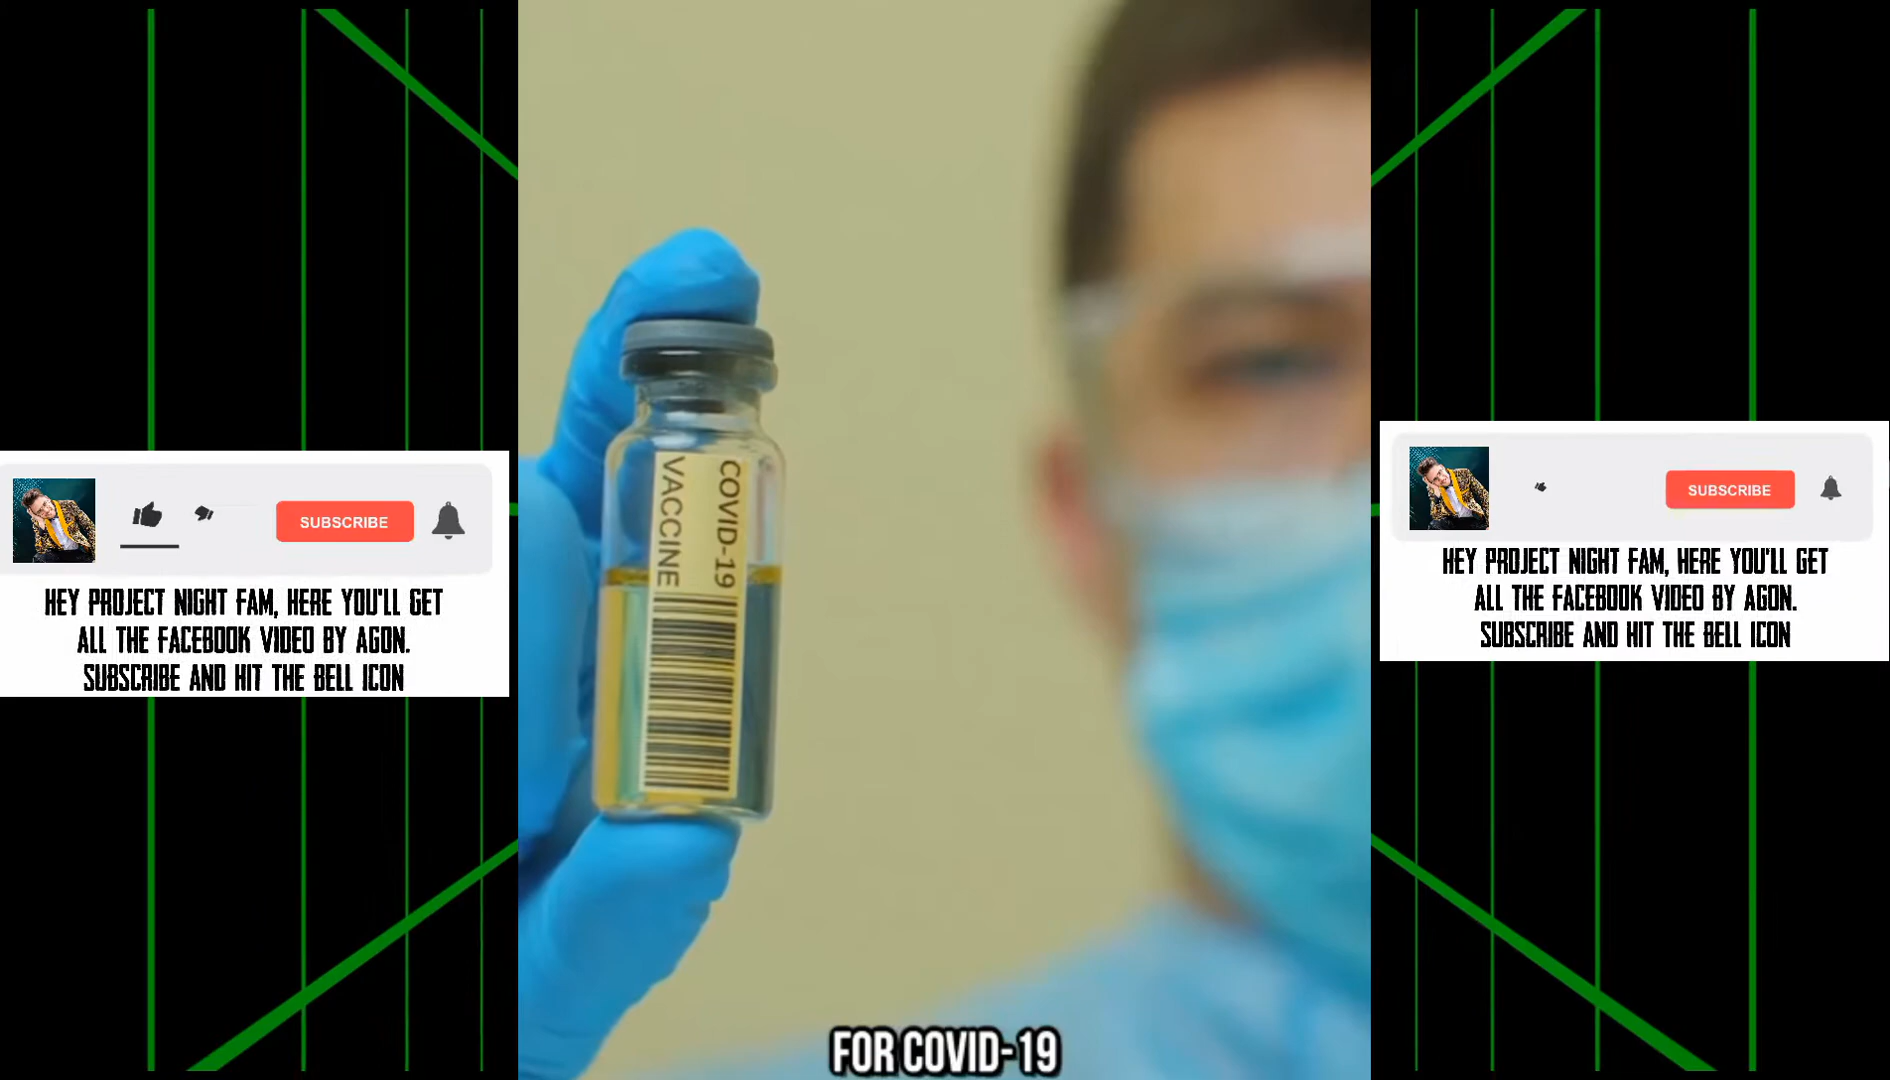 SUBSCRIBE
HEY PROJECT NIGHT FAM, HERE YOU'LL GET
ALL THE FACEBOOK VIDEO BY AGON.
SUBSCRIBE AND HIT THE BELL ICON
COVID-19
VACCINE
FOR COVID-19
SUBSCRIBE
HEY PROJECT NIGHT FAM, HERE YOU'LL GET
ALL THE FACEBOOK VIDEO BY AGON.
SUBSCRIBE AND HIT THE BELL ICON